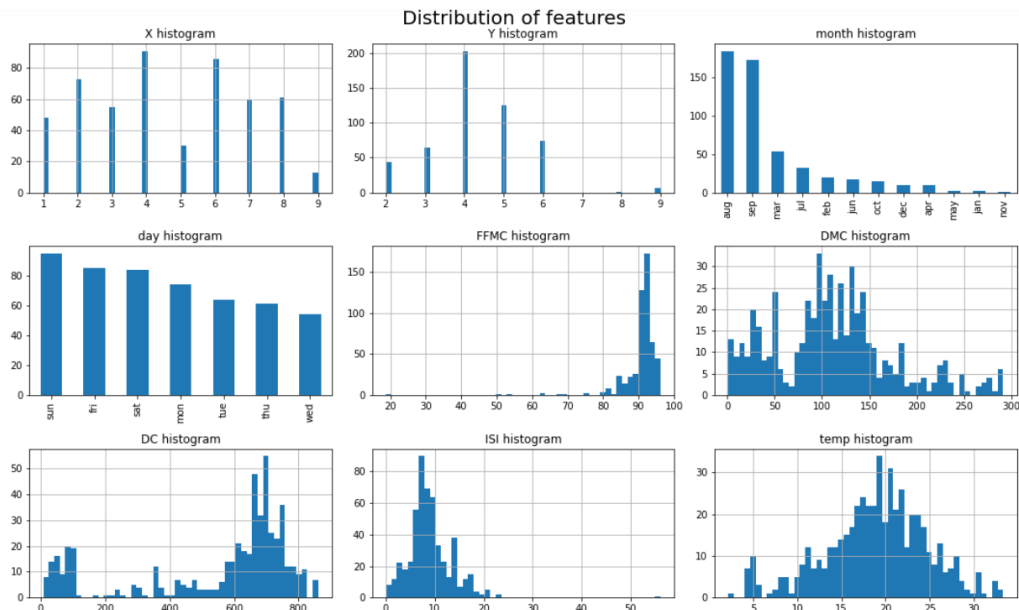 Distribution of features
X histogram
80
60
40
20
0
1 2 3 4 5 6 7 8 9
Y histogram
200
150
100
50
0
2 3 4 5 6 7 8 9
month histogram
150
100
50
0
aug sep mar jul feb jun oct dec apr may jan nov
day histogram
80
60
40
20
0
sun fri sat mon tue thu wed
FFMC histogram
150
100
50
0
20 30 40 50 60 70 80 90 100
DMC histogram
30
25
20
15
10
5
0
0 50 100 150 200 250 300
DC histogram
50
40
30
20
10
0
0 200 400 600 800
ISI histogram
80
60
40
20
0
0 10 20 30 40 50
temp histogram
30
20
10
0
5 10 15 20 25 30